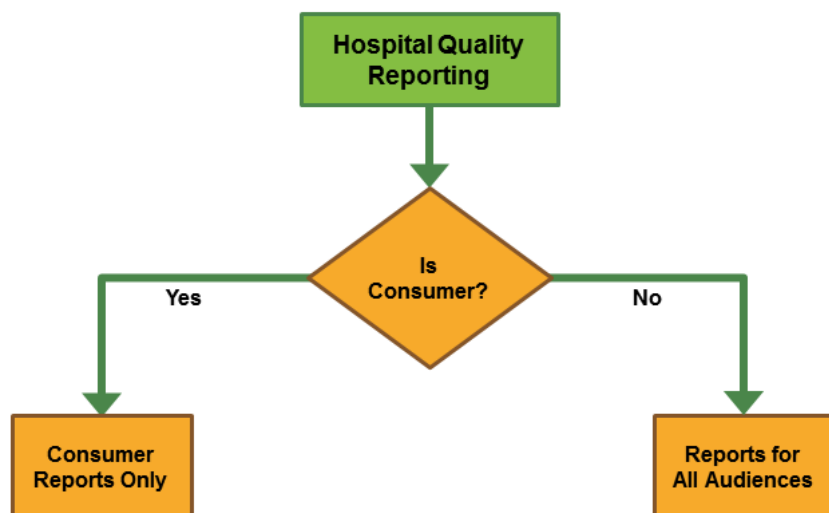 Hospital Quality
Reporting
Is
Consumer?
Yes
No
Consumer
Reports Only
Reports for
All Audiences